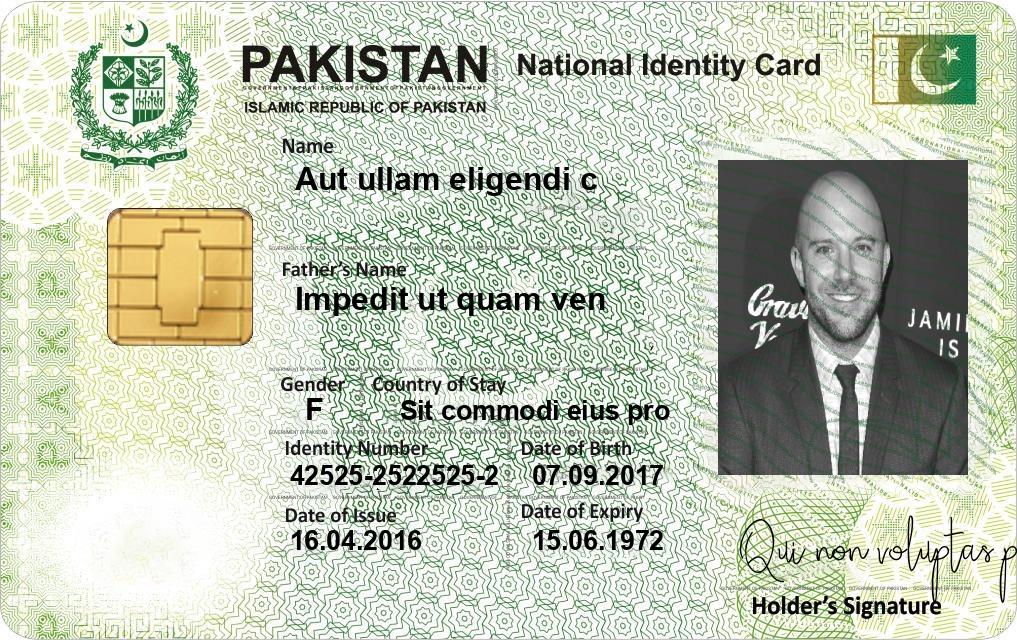 PAKISTAN
National Identity Card
ISLAMIC REPUBLIC OF PAKISTAN
Name
Aut ullam eligendi c
Father's Name
Impedit ut quam ven
Gender Country of Stay
F Sit commodi eius pro
Identity Number Date of Birth
42525-2522525-2 07.09.2017
Date of Issue Date of Expiry
16.04.2016 15.06.1972
JAMI
IS
Qui non voluptas p
Holder's Signature